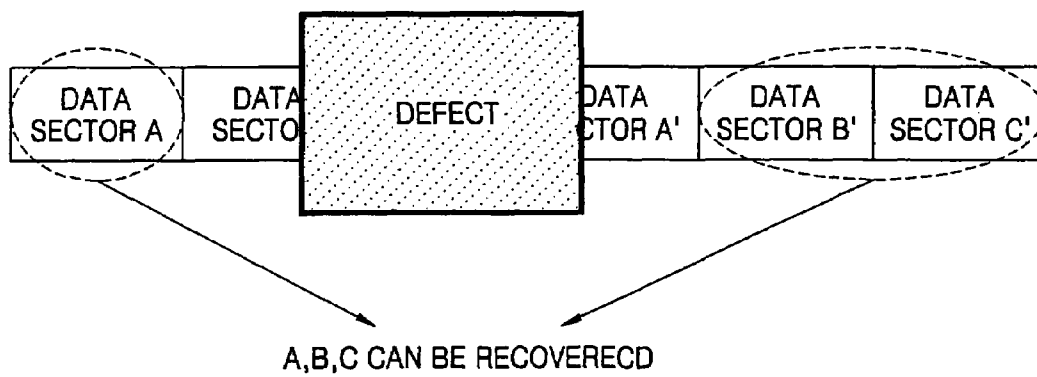 DATA
SECTOR A
DATA
SECTO
DEFECT
DATA
CTOR A'
DATA
SECTOR B'
DATA
SECTOR C'
A,B,C CAN BE RECOVERECD